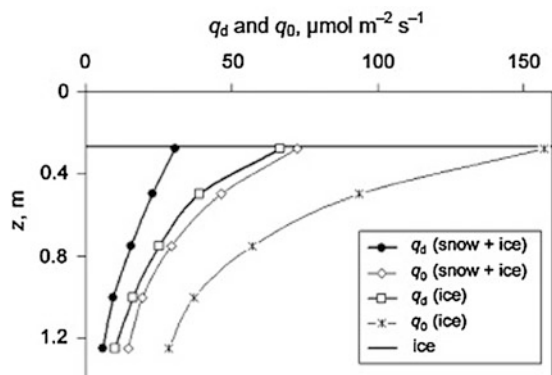 q_d and q_0, μmol m⁻² s⁻¹
0 50 100 150
0
0.4
0.8
1.2
z, m
q_d (snow + ice)
q_0 (snow + ice)
q_d (ice)
q_0 (ice)
ice